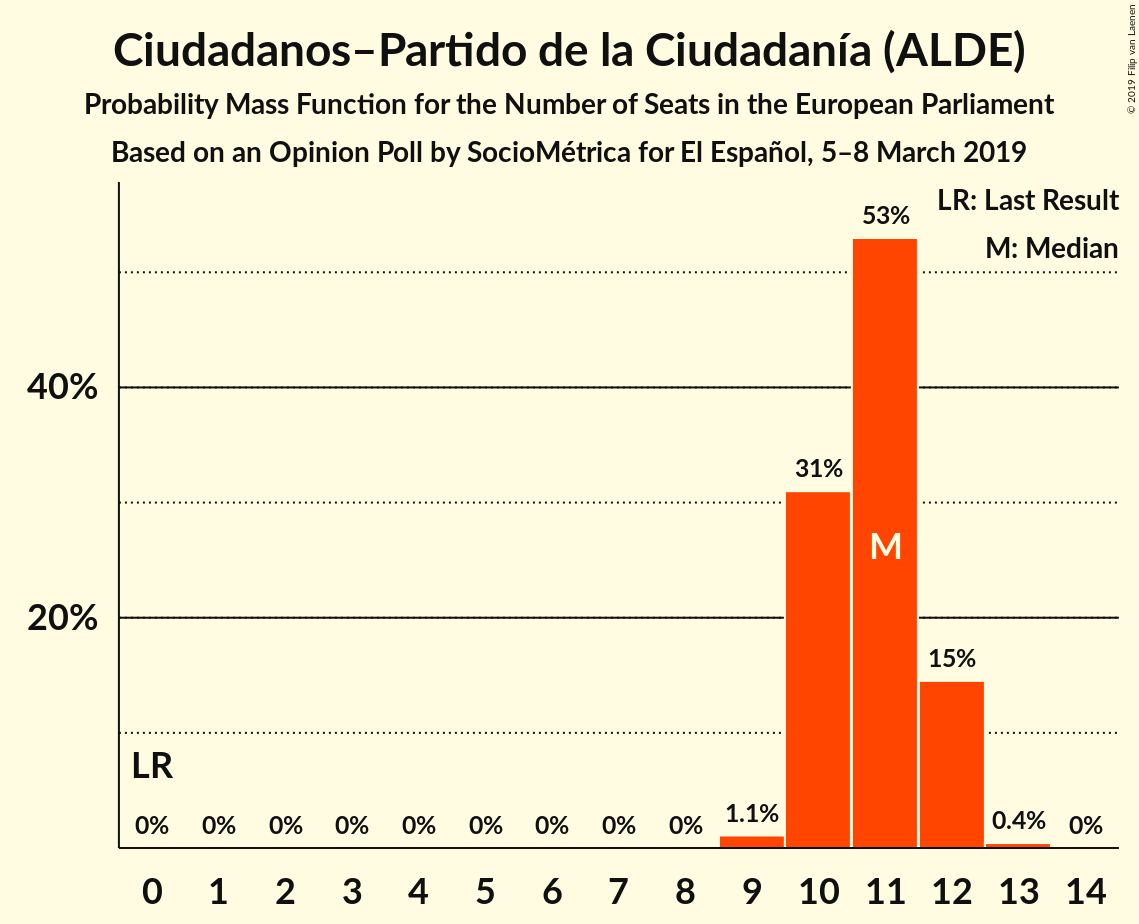 Ciudadanos–Partido de la Ciudadanía (ALDE)
Probability Mass Function for the Number of Seats in the European Parliament
Based on an Opinion Poll by SocioMétrica for El Español, 5–8 March 2019
© 2019 Filip van Laenen
LR: Last Result
M: Median
53%
40%
31%
M
20%
15%
LR
0% 0% 0% 0% 0% 0% 0% 0% 0% 1.1% 0.4% 0%
0 1 2 3 4 5 6 7 8 9 10 11 12 13 14